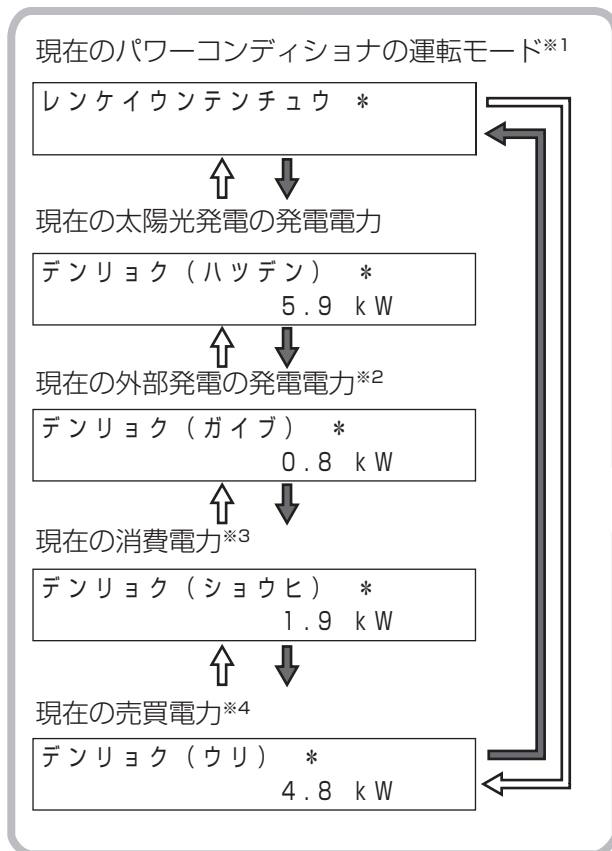 現在のパワーコンディショナの運転モード※1
レンケイウンテンチュウ *
現在の太陽光発電の発電電力
デンリョク(ハツデン) *
5.9 kW
現在の外部発電の発電電力※2
デンリョク(ガイブ) *
0.8 kW
現在の消費電力※3
デンリョク(ショウヒ) *
1.9 kW
現在の売買電力※4
デンリョク(ウリ) *
4.8 kW